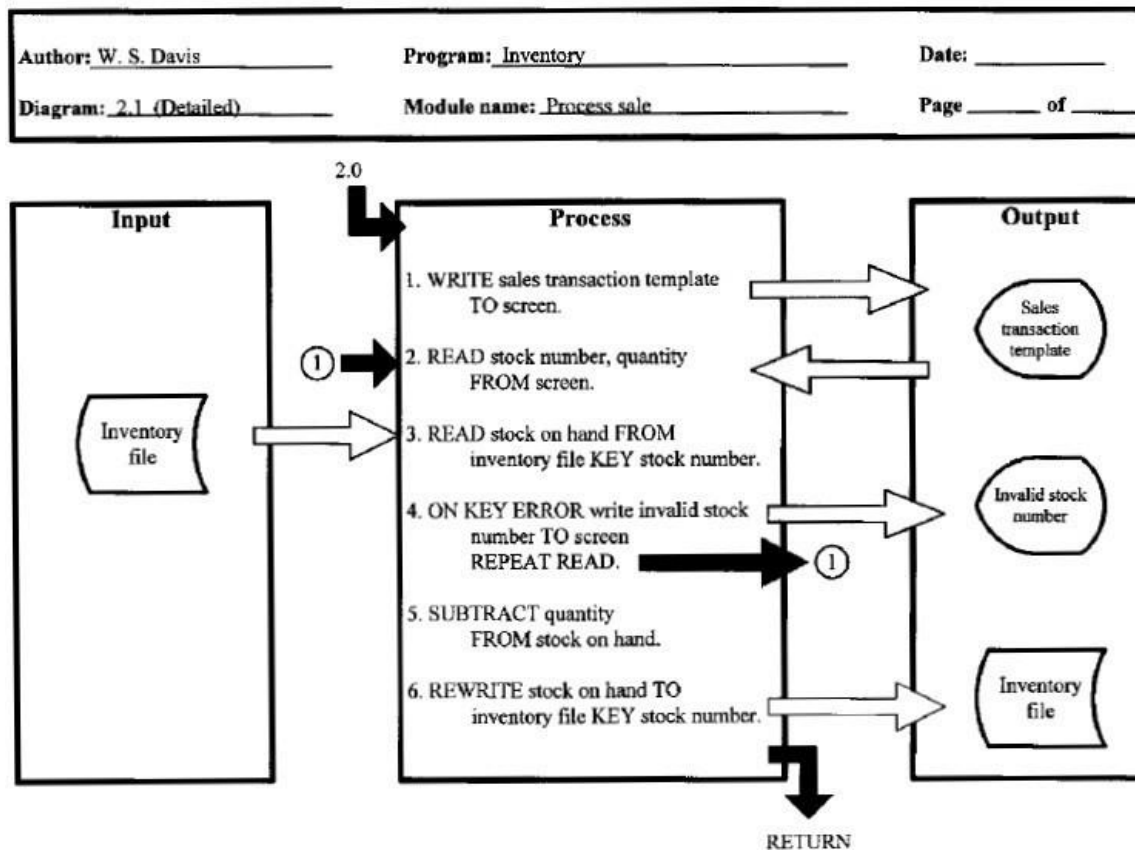 Author: W. S. Davis Program: Inventory Date:
Diagram: 2.1 (Detailed) Module name: Process sale Page of
2.0
Input Process Output
1. WRITE sales transaction template
TO screen.
Sales
transaction
template
1
2. READ stock number, quantity
FROM screen.
Inventory
file
3. READ stock on hand FROM
inventory file KEY stock number.
4. ON KEY ERROR write invalid stock
number TO screen
REPEAT READ.
1
Invalid stock
number
5. SUBTRACT quantity
FROM stock on hand.
6. REWRITE stock on hand TO
inventory file KEY stock number.
Inventory
file
RETURN